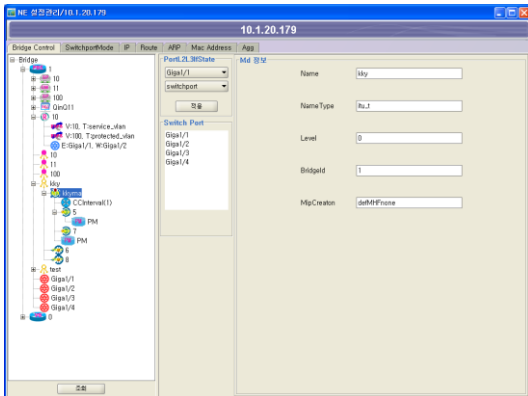 NE 설정관리/10.1.20.179
10.1.20.179
Bridge Control SwitchportMode IP Route ARP Mac Address Agg
Bridge
1
10
11
100
QinQ11
10
V:10, T:service_vlan
V:100, T:protected_vlan
E:Giga1/1, W:Giga1/2
10
11
100
kky
kkyma
CCInterval(1)
5
PM
7
PM
6
8
test
Giga1/1
Giga1/2
Giga1/3
Giga1/4
0
조회
PortL2L3IfState
Giga1/1
switchport
적용
Switch Port
Giga1/1
Giga1/2
Giga1/3
Giga1/4
Md 정보
Name kky
NameType itu_t
Level 0
BridgeId 1
MipCreaton defMHFnone